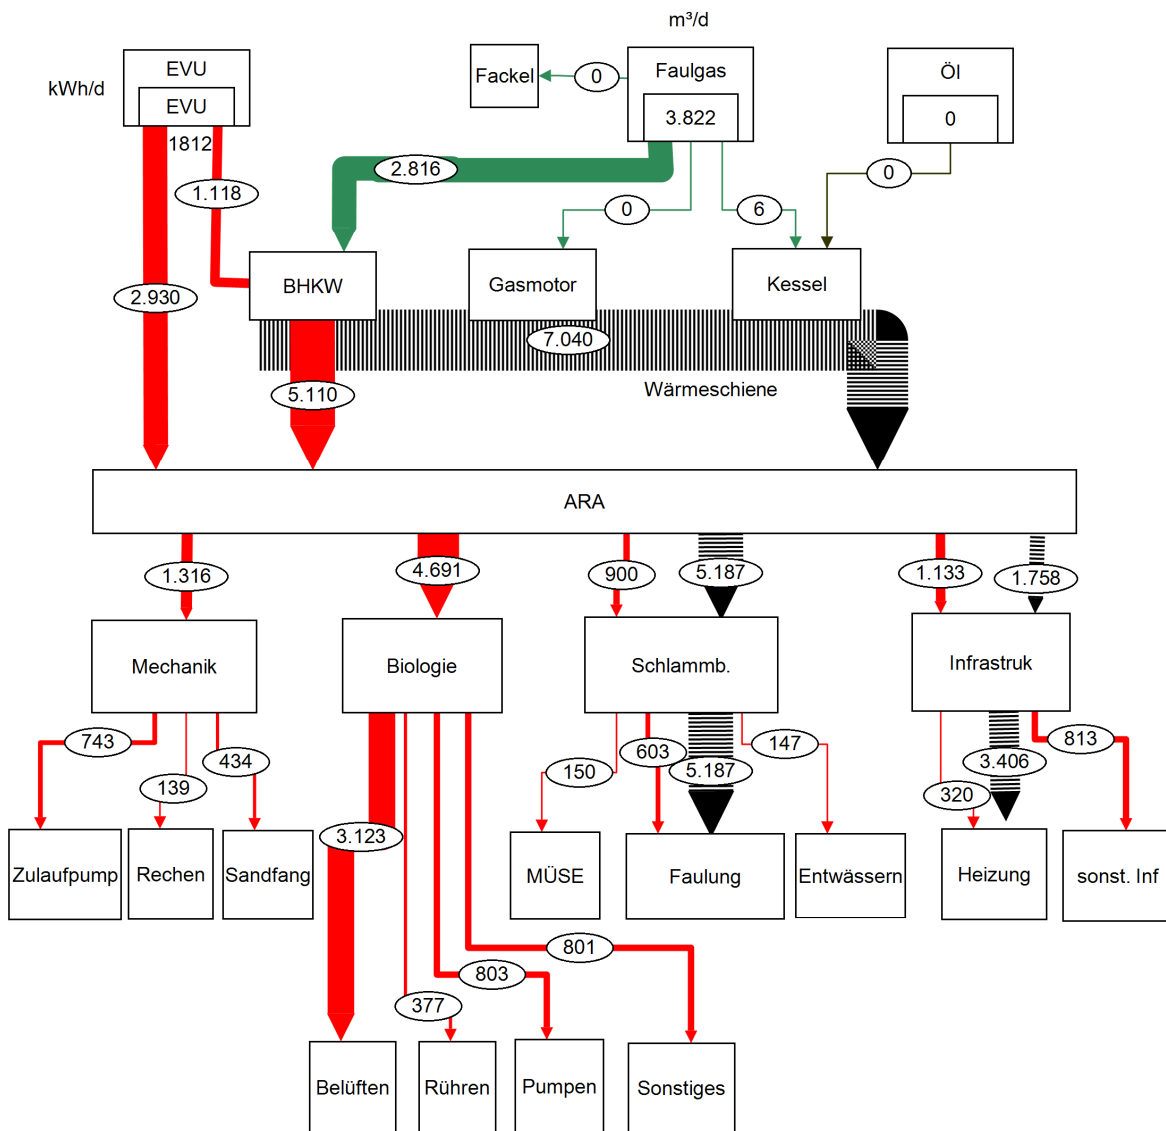 m³/d
EVU
Fackel
0
Faulgas
Öl
kWh/d
EVU
3.822
0
1812
2.816
0
1.118
0
6
BHKW
Gasmotor
Kessel
2.930
7.040
5.110
Wärmeschiene
ARA
1.316
4.691
900
5.187
1.133
1.758
Mechanik
Biologie
Schlammb.
Infrastruk
743
434
139
603
147
150
5.187
813
3.406
320
3.123
Zulaufpump
Rechen
Sandfang
MÜSE
Faulung
Entwässern
Heizung
sonst. Inf
801
803
377
Belüften
Rühren
Pumpen
Sonstiges